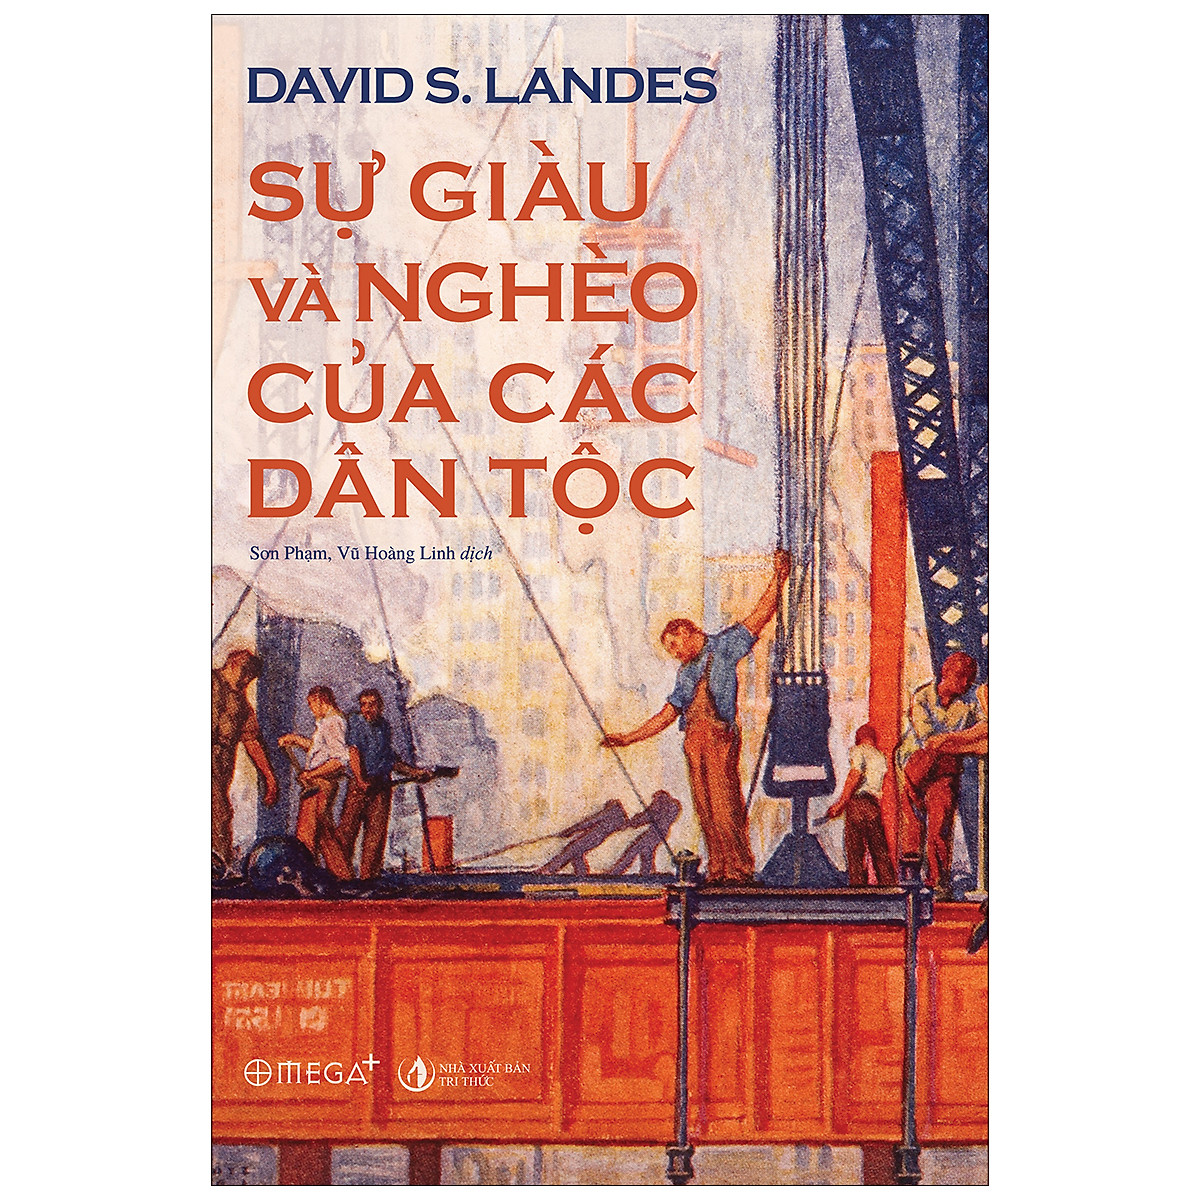 DAVID S. LANDES
SỰ GIÀU
VÀ NGHÈO
CỦA CÁC
DÂN TỘC
Sơn Phạm, Vũ Hoàng Linh dịch
OMEGA+
NHÀ XUẤT BẢN
TRI THỨC